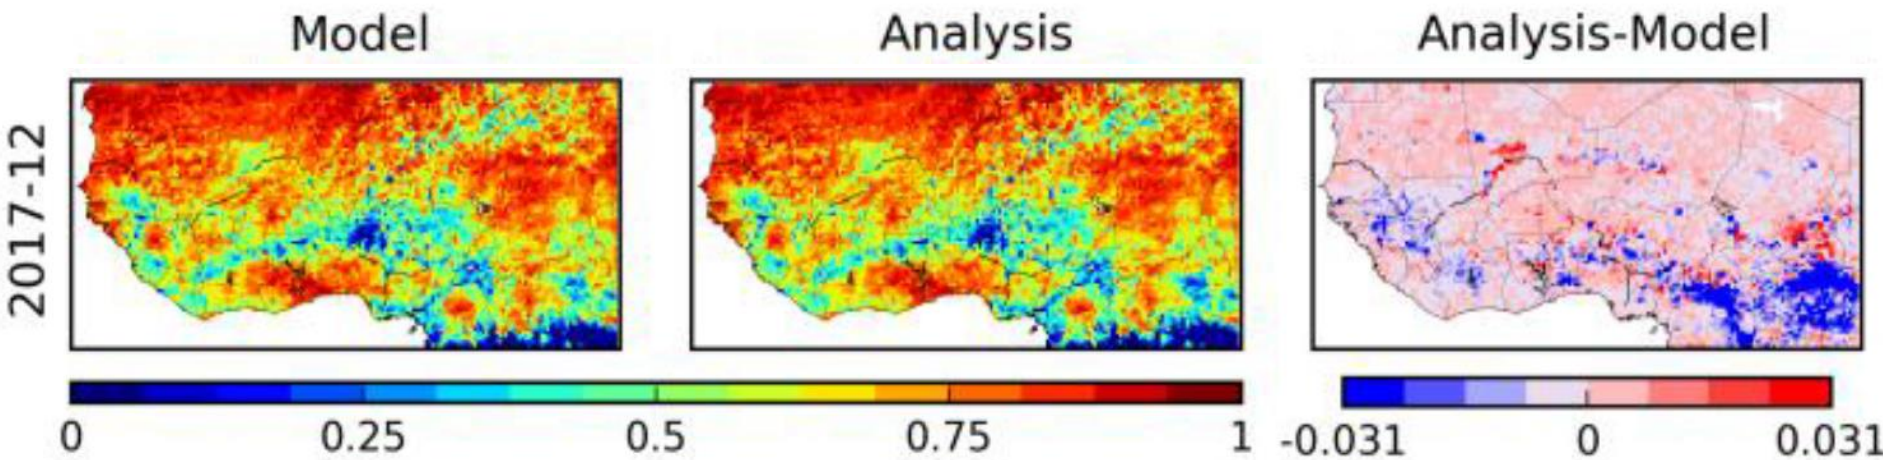 Model
Analysis
Analysis-Model
2017-12
0 0.25 0.5 0.75 1
-0.031 0 0.031